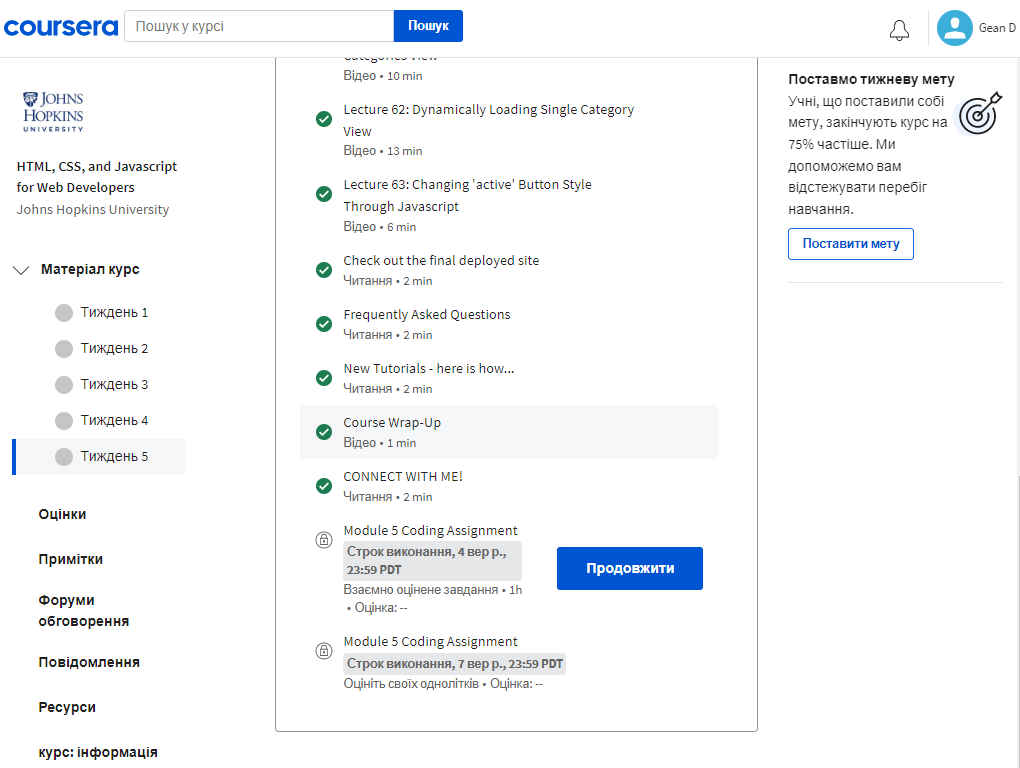 coursera
Пошук у курсі
Пошук
Gean D
JOHNS
HOPKINS
UNIVERSITY
HTML, CSS, and Javascript
for Web Developers
Johns Hopkins University
Матеріал курс
Тиждень 1
Тиждень 2
Тиждень 3
Тиждень 4
Тиждень 5
Оцінки
Примітки
Форуми
обговорення
Повідомлення
Ресурси
курс: інформація
Categories View
Відео • 10 min
Lecture 62: Dynamically Loading Single Category
View
Відео • 13 min
Lecture 63: Changing 'active' Button Style
Through Javascript
Відео • 6 min
Check out the final deployed site
Читання • 2 min
Frequently Asked Questions
Читання • 2 min
New Tutorials - here is how...
Читання • 2 min
Course Wrap-Up
Відео • 1 min
CONNECT WITH ME!
Читання • 2 min
Module 5 Coding Assignment
Строк виконання, 4 вер р.,
23:59 PDT
Взаємно оцінене завдання • 1h
• Оцінка: --
Продовжити
Module 5 Coding Assignment
Строк виконання, 7 вер р., 23:59 PDT
Оцініть своїх однолітків • Оцінка: --
Поставмо тижневу мету
Учні, що поставили собі
мету, закінчують курс на
75% частіше. Ми
допоможемо вам
відстежувати перебіг
навчання.
Поставити мету